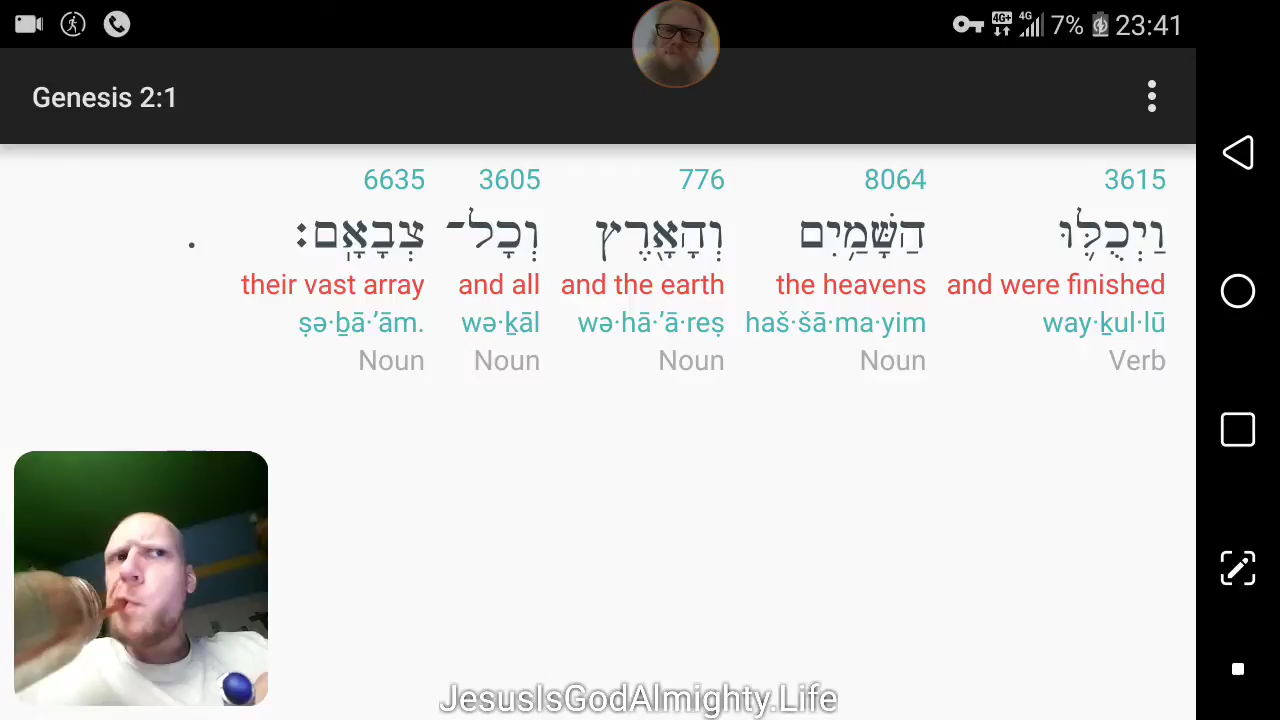 7% 23:41
Genesis 2:1
6635 3605 776 8064 3615
וַיְכֻלּ֛וּ הַשָּׁמַ֥יִם וְהָאָ֖רֶץ וְכָל־ צְבָאָֽם׃ .
their vast array and all and the earth the heavens and were finished
ṣə·ḇā·’ām. wə·ḵāl wə·hā·’ā·reṣ haš·šā·ma·yim way·ḵul·lū
Noun Noun Noun Noun Verb
JesusIsGodAlmighty.Life